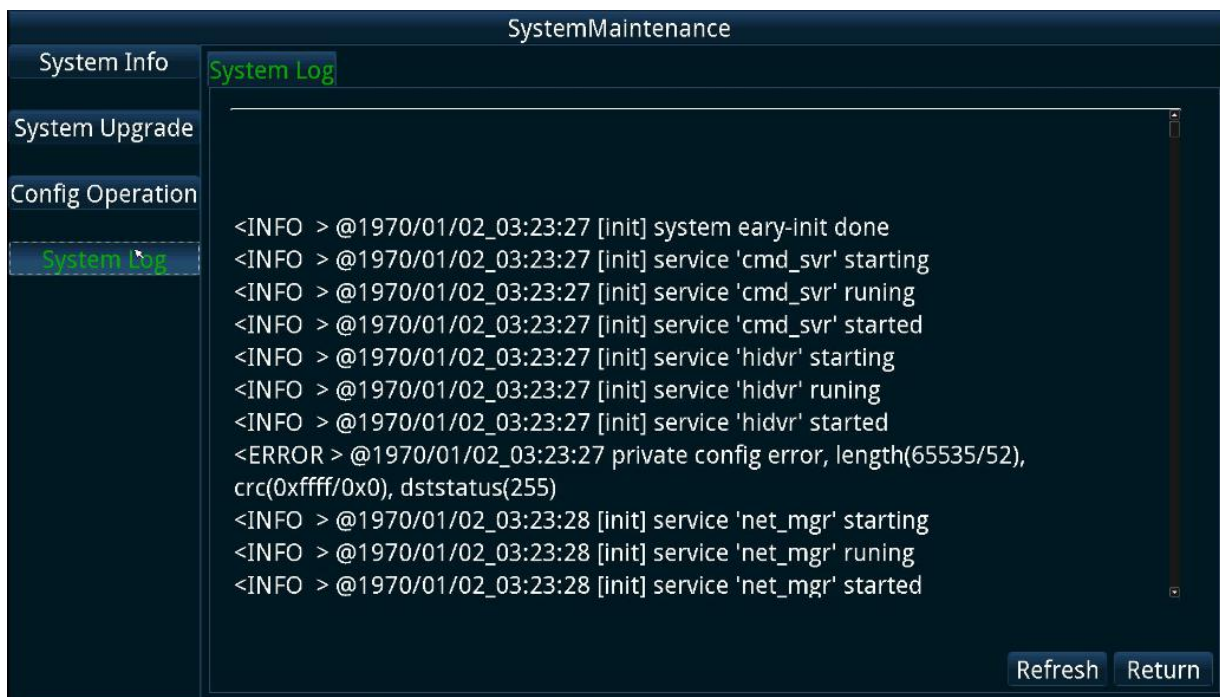 SystemMaintenance
System Info
System Upgrade
Config Operation
System Log
System Log
<INFO  > @1970/01/02_03:23:27 [init] system eary-init done
<INFO  > @1970/01/02_03:23:27 [init] service 'cmd_svr' starting
<INFO  > @1970/01/02_03:23:27 [init] service 'cmd_svr' runing
<INFO  > @1970/01/02_03:23:27 [init] service 'cmd_svr' started
<INFO  > @1970/01/02_03:23:27 [init] service 'hidvr' starting
<INFO  > @1970/01/02_03:23:27 [init] service 'hidvr' runing
<INFO  > @1970/01/02_03:23:27 [init] service 'hidvr' started
<ERROR > @1970/01/02_03:23:27 private config error, length(65535/52),
crc(0xffff/0x0), dststatus(255)
<INFO  > @1970/01/02_03:23:28 [init] service 'net_mgr' starting
<INFO  > @1970/01/02_03:23:28 [init] service 'net_mgr' runing
<INFO  > @1970/01/02_03:23:28 [init] service 'net_mgr' started
Refresh Return